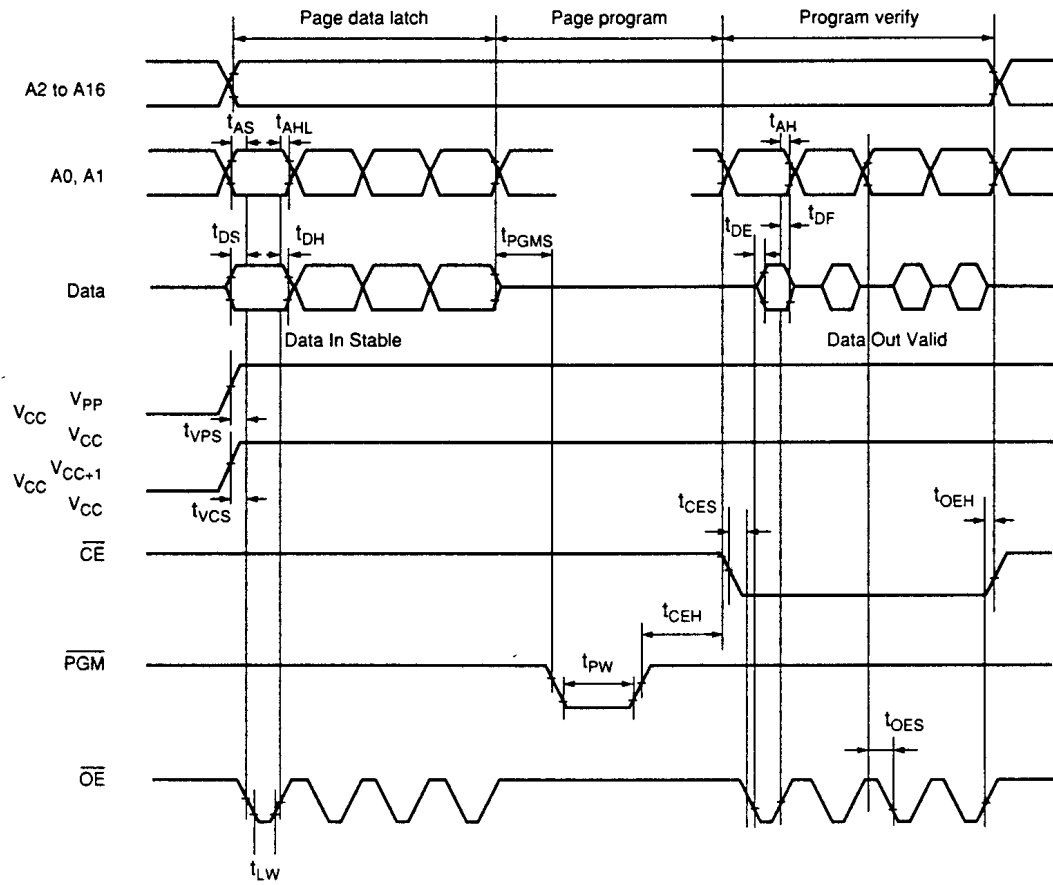 Page data latch Page program Program verify
A2 to A16
tAS tAHL tAH
A0, A1
tDS tDH tPGMS tDE tDF
Data
Data In Stable Data Out Valid
VPP
VCC
tVPS
VCC
VCC+1
VCC
tVCS
VCC
tCES tOEH
CE
tCEH
PGM tPW
tOES
OE
tLW